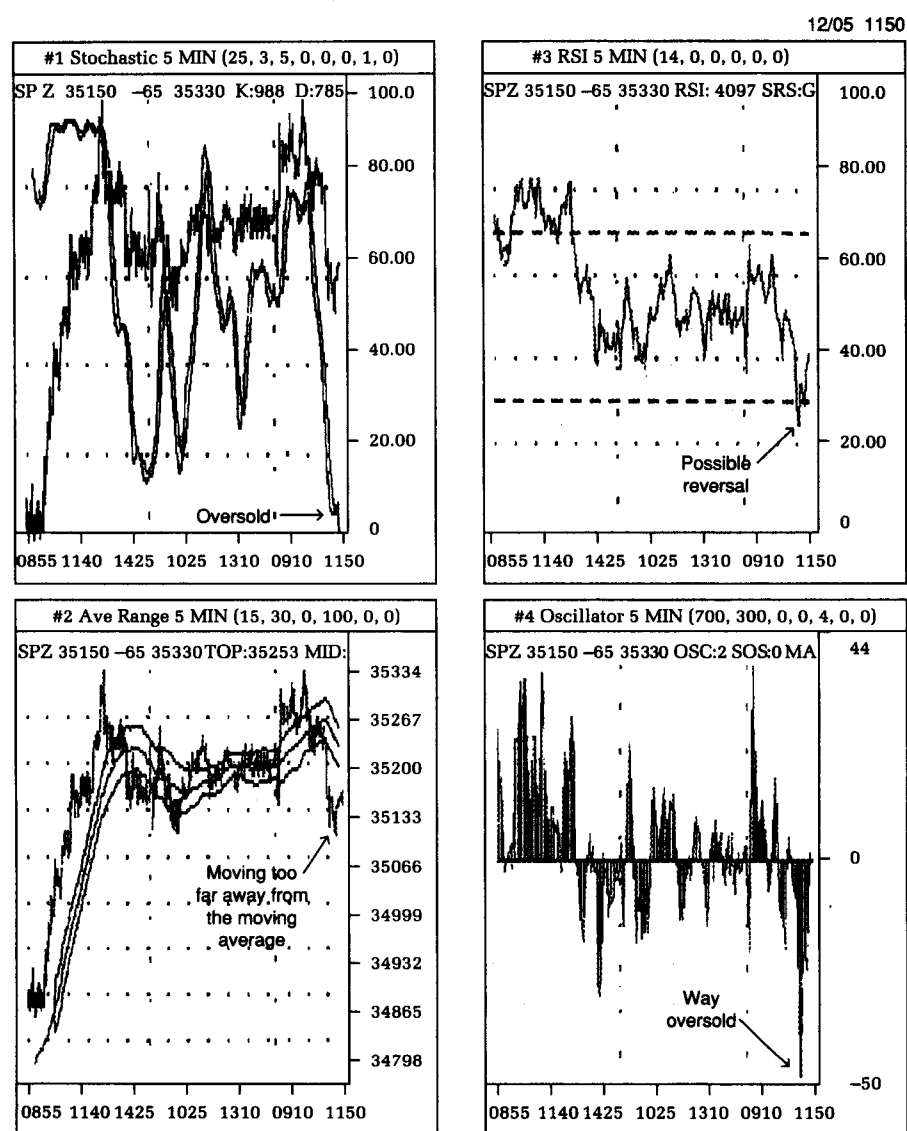 12/05 1150
#1 Stochastic 5 MIN (25, 3, 5, 0, 0, 0, 1, 0)
SP Z 35150 –65 35330 K:988 D:785
100.0
80.00
60.00
40.00
20.00
0
Oversold
0855 1140 1425 1025 1310 0910 1150
#3 RSI 5 MIN (14, 0, 0, 0, 0, 0)
SPZ 35150 –65 35330 RSI: 4097 SRS:G
100.0
80.00
60.00
40.00
20.00
0
Possible
reversal
0855 1140 1425 1025 1310 0910 1150
#2 Ave Range 5 MIN (15, 30, 0, 100, 0, 0)
SPZ 35150 –65 35330 TOP:35253 MID:
35334
35267
35200
35133
35066
34999
34932
34865
34798
Moving too
far away from
the moving
average
0855 1140 1425 1025 1310 0910 1150
#4 Oscillator 5 MIN (700, 300, 0, 0, 4, 0, 0)
SPZ 35150 –65 35330 OSC:2 SOS:0 MA
44
0
–50
Way
oversold
0855 1140 1425 1025 1310 0910 1150